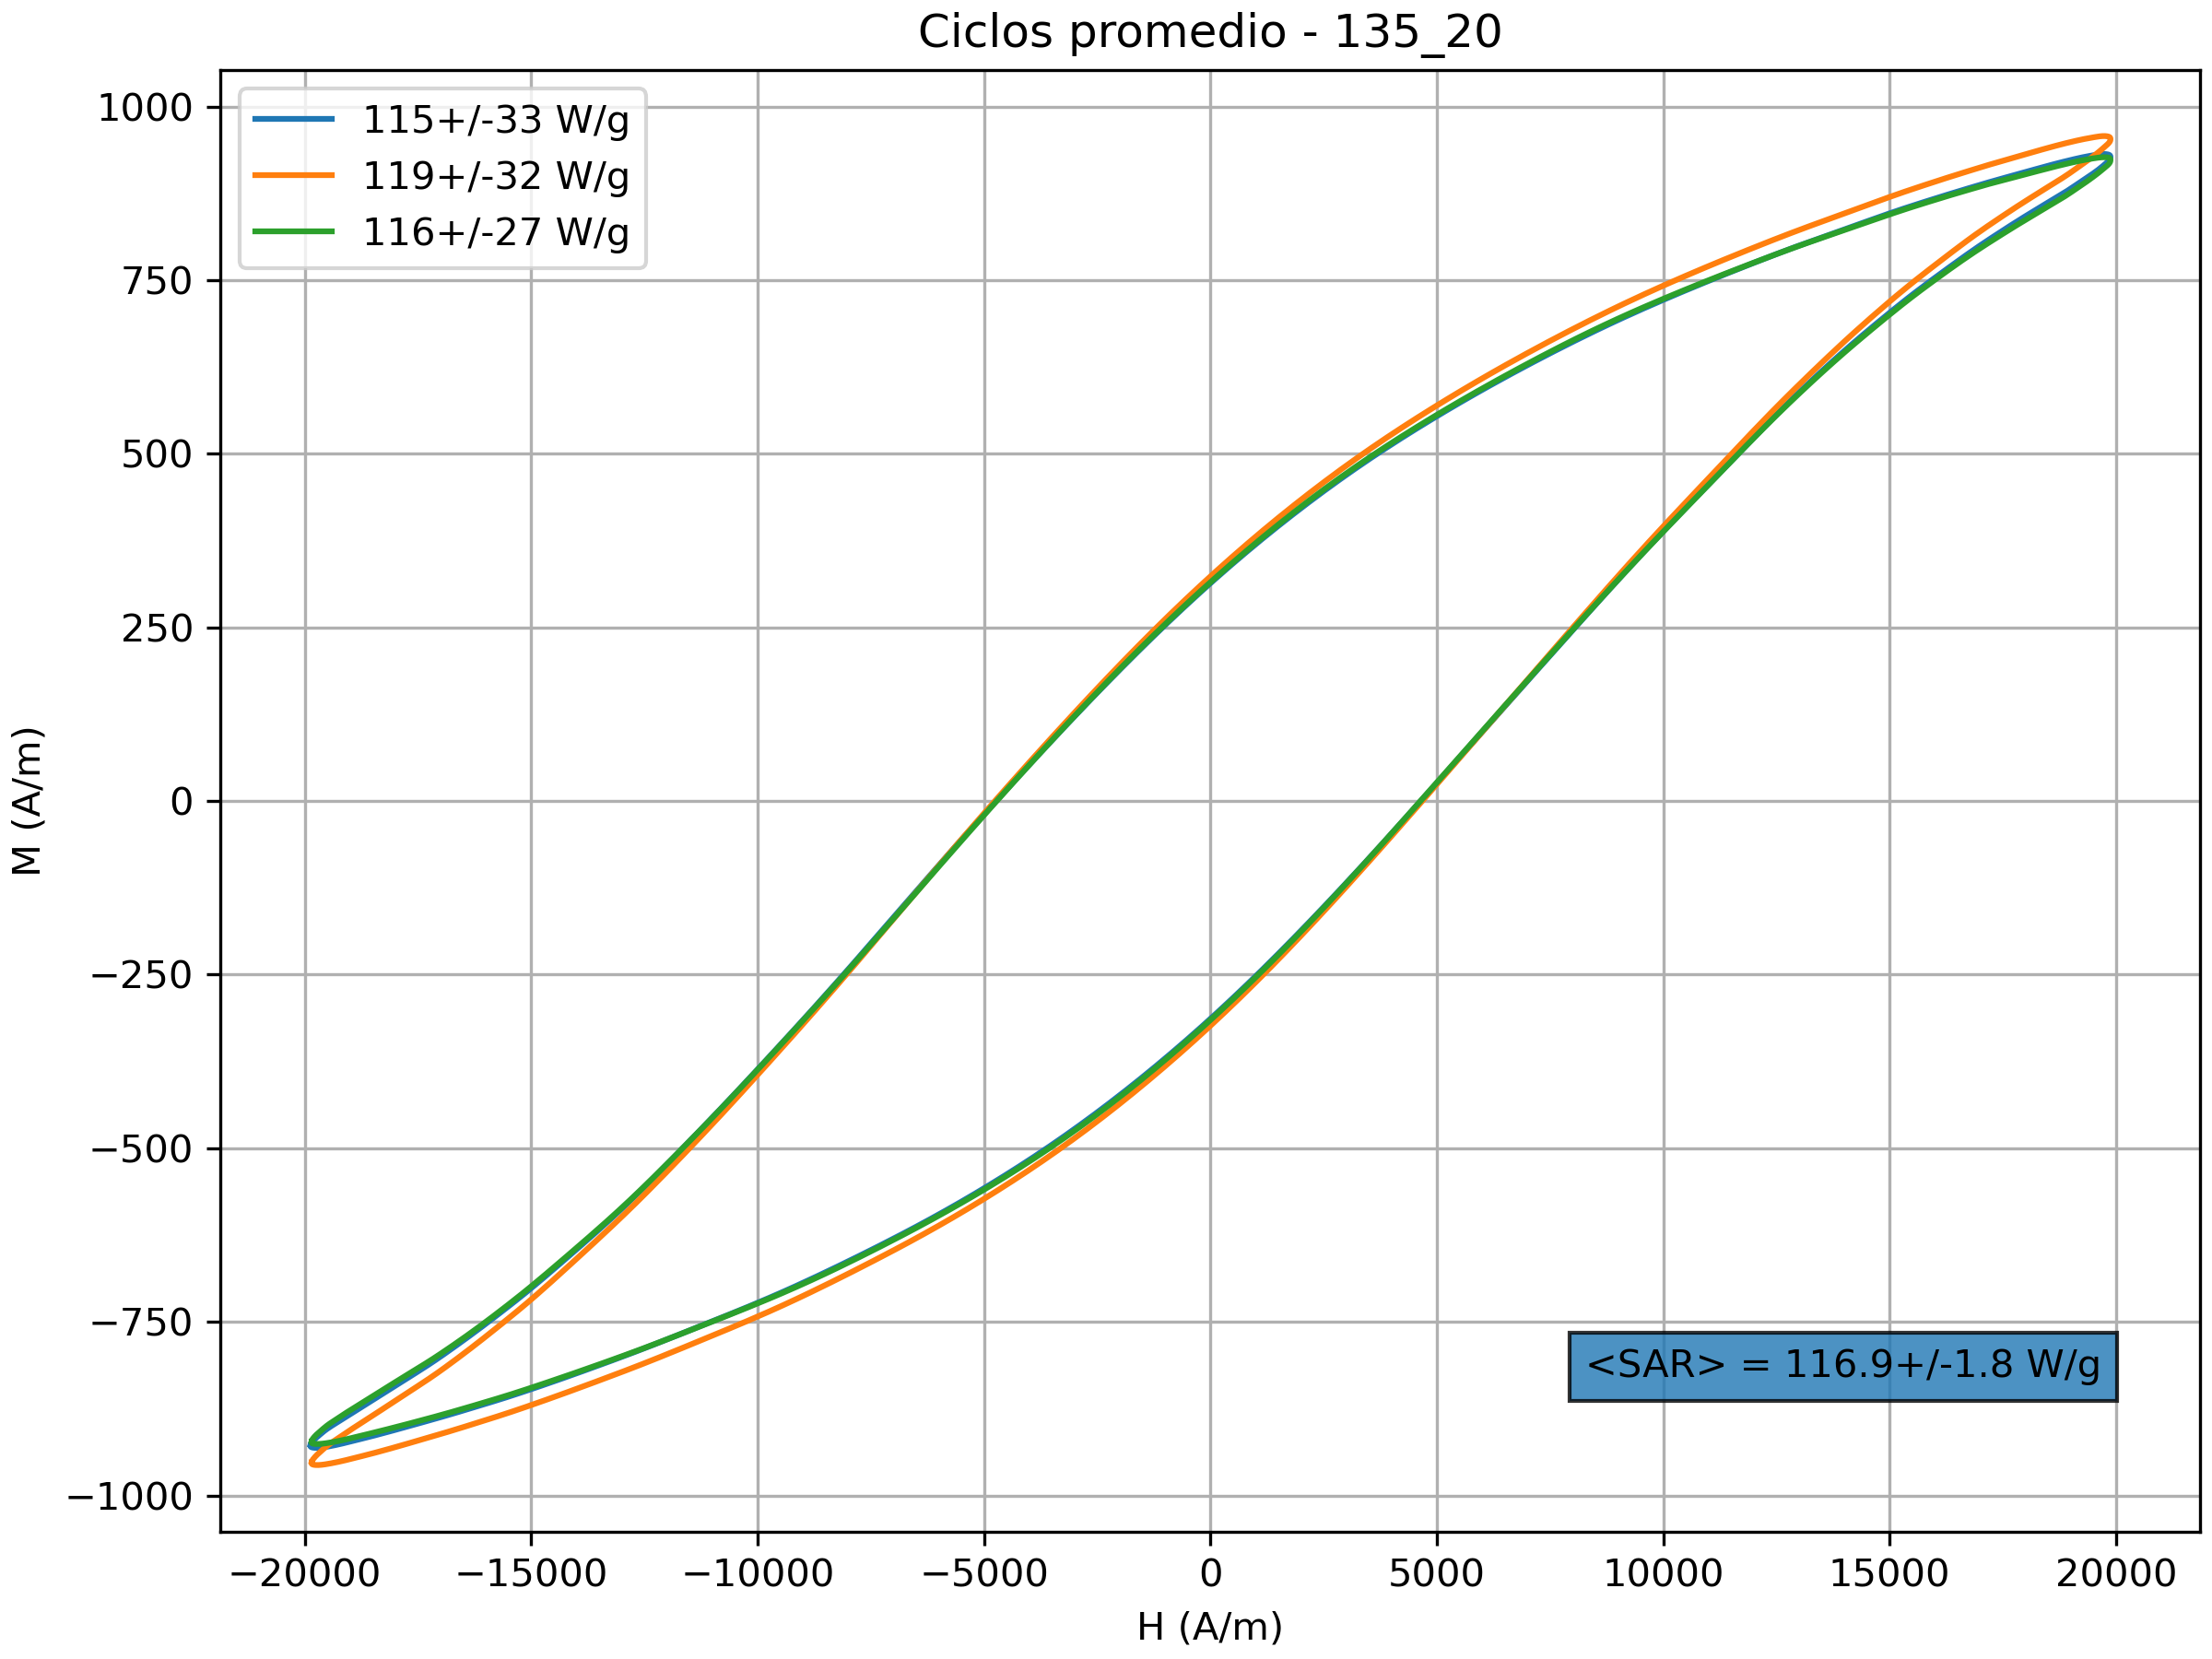 Ciclos promedio - 135_20
115+/-33 W/g
119+/-32 W/g
116+/-27 W/g
1000
750
500
250
0
−250
−500
−750
−1000
M (A/m)
<SAR> = 116.9+/-1.8 W/g
−20000 −15000 −10000 −5000 0 5000 10000 15000 20000
H (A/m)